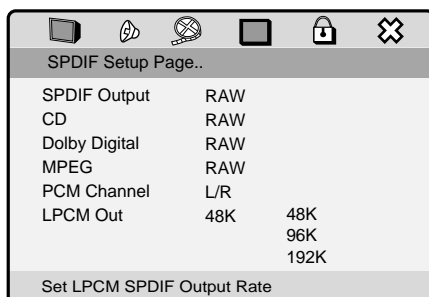 SPDIF Setup Page..
SPDIF Output RAW
CD RAW
Dolby Digital RAW
MPEG RAW
PCM Channel L/R
LPCM Out 48K 48K
96K
192K
Set LPCM SPDIF Output Rate